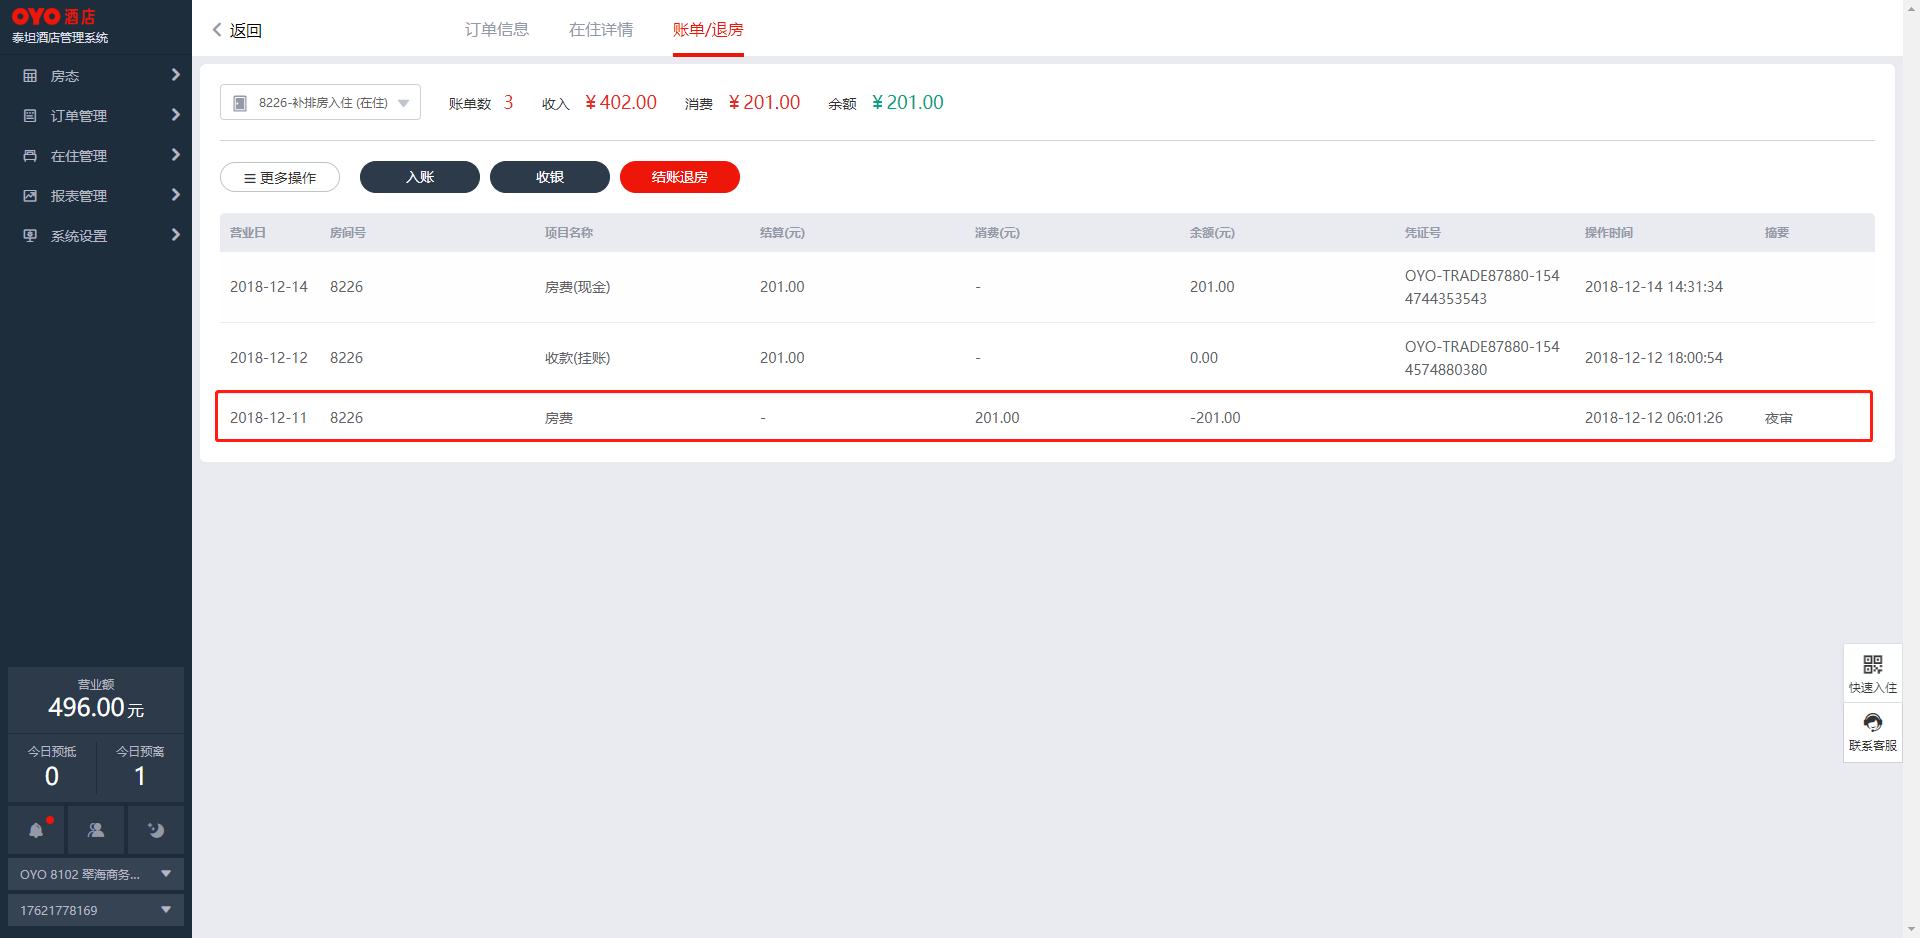 OYO 酒店
泰坦酒店管理系统
房态
订单管理
在住管理
报表管理
系统设置
返回
订单信息
在住详情
账单/退房
8226-补排房入住 (在住)
账单数 3 收入 ¥402.00 消费 ¥201.00 余额 ¥201.00
更多操作
入账
收银
结账退房
营业日 房间号 项目名称 结算(元) 消费(元) 余额(元) 凭证号 操作时间 摘要
2018-12-14 8226 房费(现金) 201.00 - 201.00 OYO-TRADE87880-154
4744353543 2018-12-14 14:31:34
2018-12-12 8226 收款(挂账) 201.00 - 0.00 OYO-TRADE87880-154
4574880380 2018-12-12 18:00:54
2018-12-11 8226 房费 - 201.00 -201.00 2018-12-12 06:01:26 夜审
营业额
496.00元
今日预抵 今日预离
0 1
OYO 8102 翠海商务...
17621778169
快速入住
联系客服